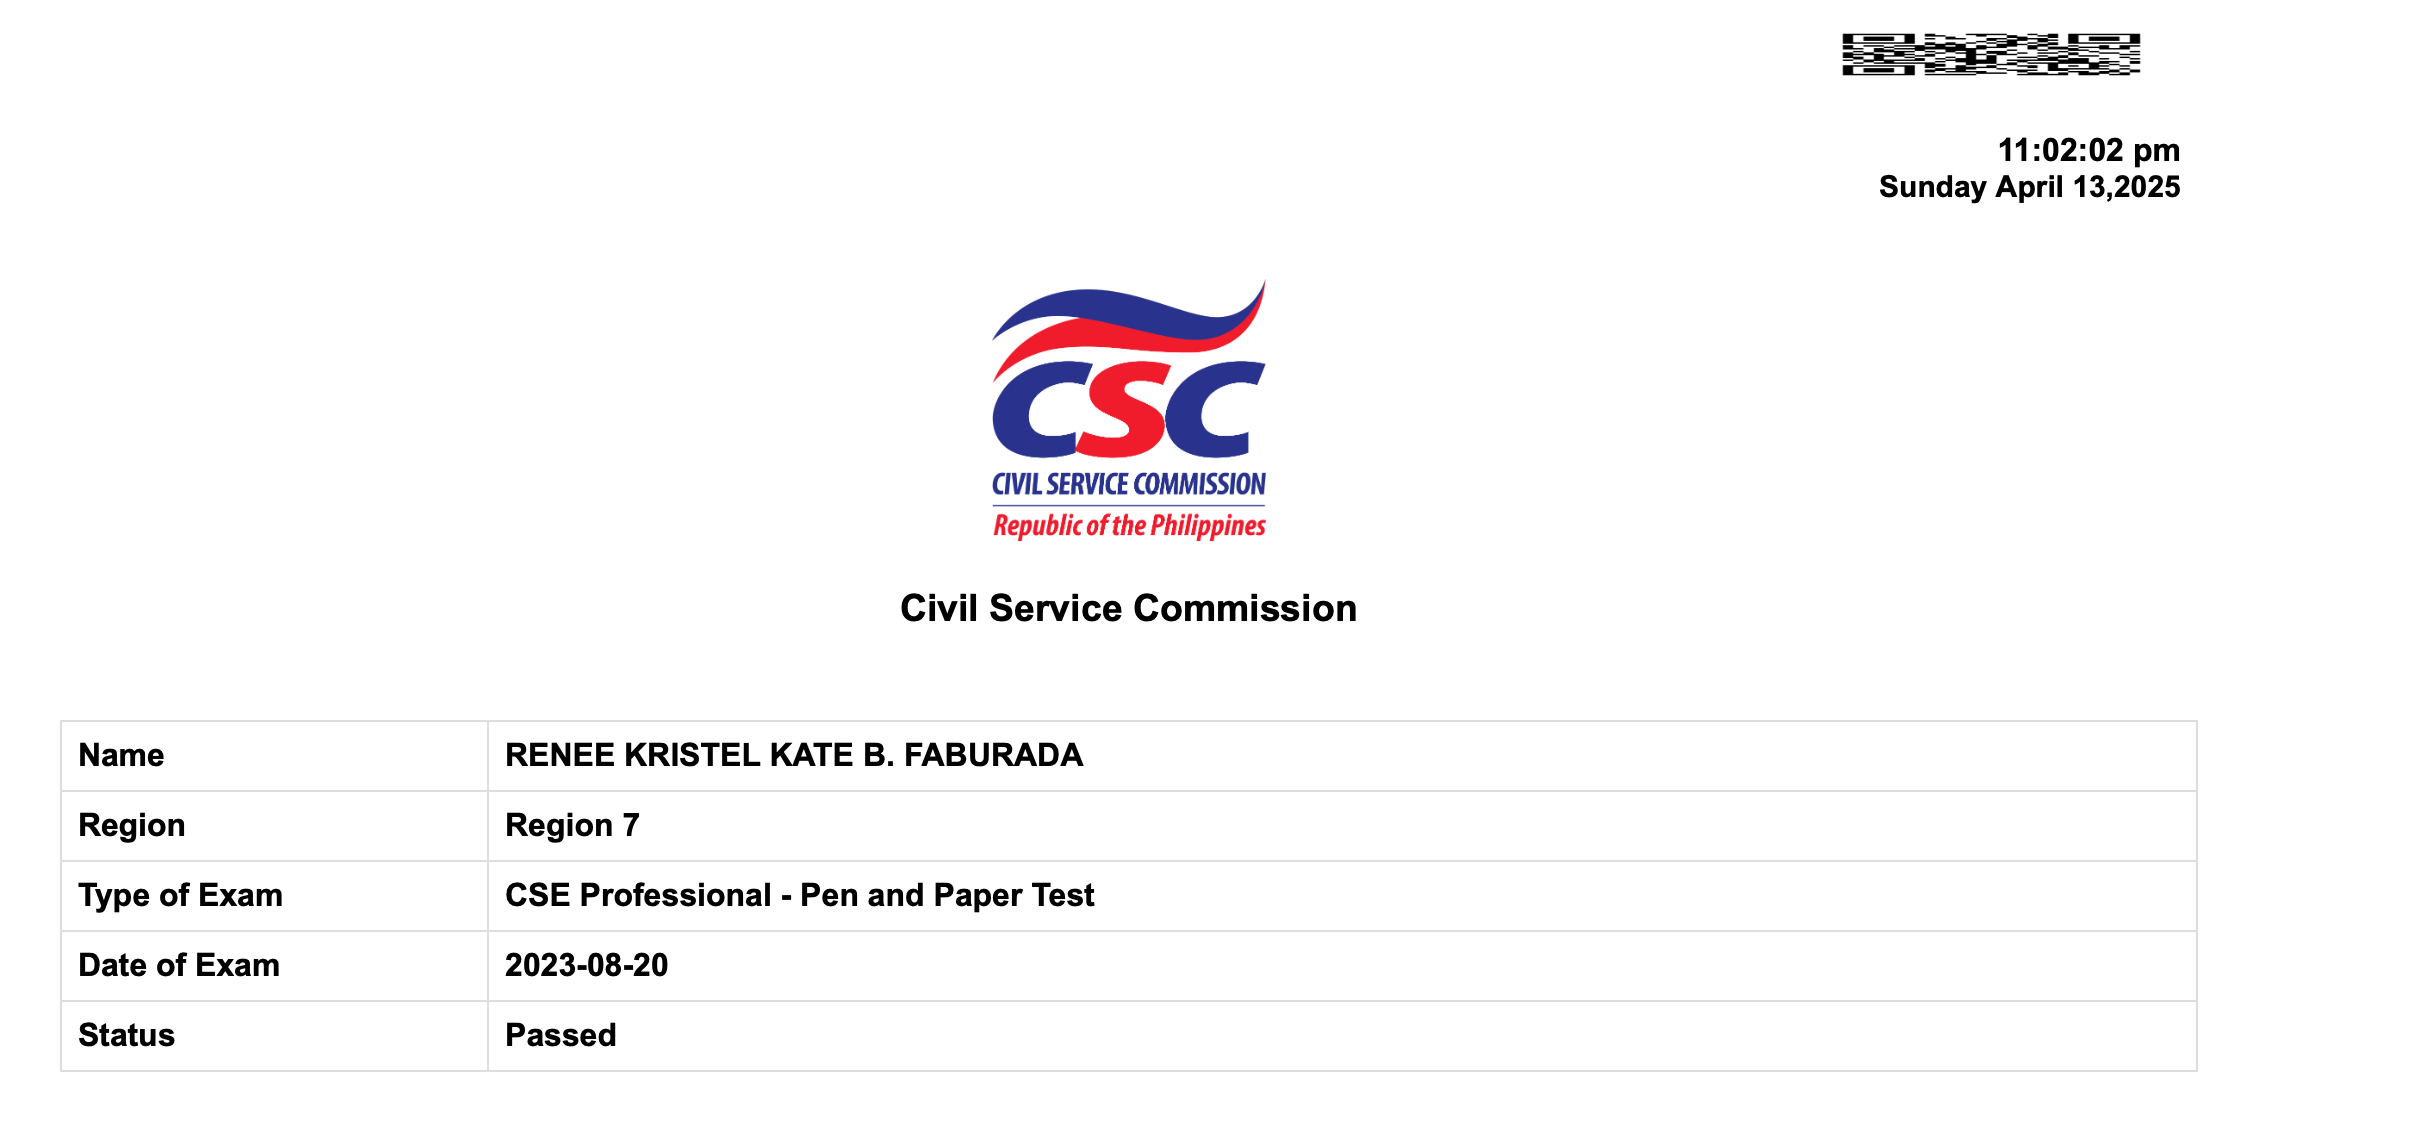 11:02:02 pm
Sunday April 13,2025
CSC
CIVIL SERVICE COMMISSION
Republic of the Philippines
Civil Service Commission
Name RENEE KRISTEL KATE B. FABURADA
Region Region 7
Type of Exam CSE Professional - Pen and Paper Test
Date of Exam 2023-08-20
Status Passed